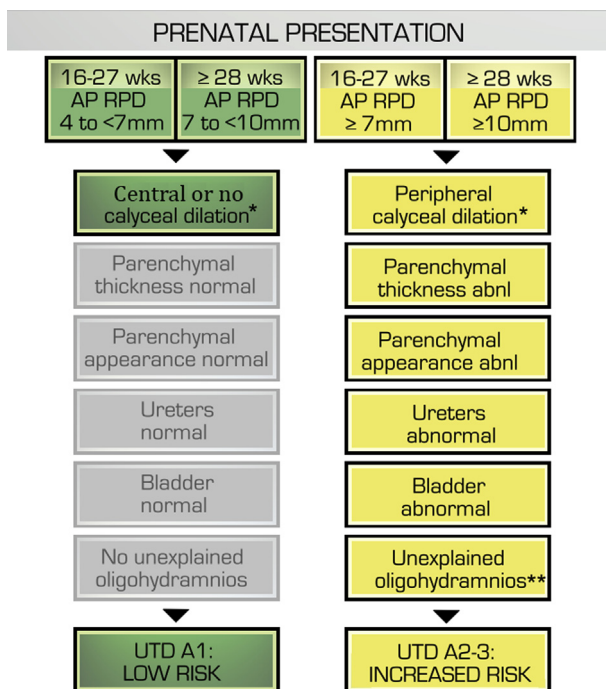 PRENATAL PRESENTATION
16-27 wks
AP RPD
4 to <7mm
≥ 28 wks
AP RPD
7 to <10mm
16-27 wks
AP RPD
≥ 7mm
≥ 28 wks
AP RPD
≥10mm
Central or no
calyceal dilation*
Parenchymal
thickness normal
Parenchymal
appearance normal
Ureters
normal
Bladder
normal
No unexplained
oligohydramnios
UTD A1:
LOW RISK
Peripheral
calyceal dilation*
Parenchymal
thickness abnl
Parenchymal
appearance abnl
Ureters
abnormal
Bladder
abnormal
Unexplained
oligohydramnios**
UTD A2-3:
INCREASED RISK